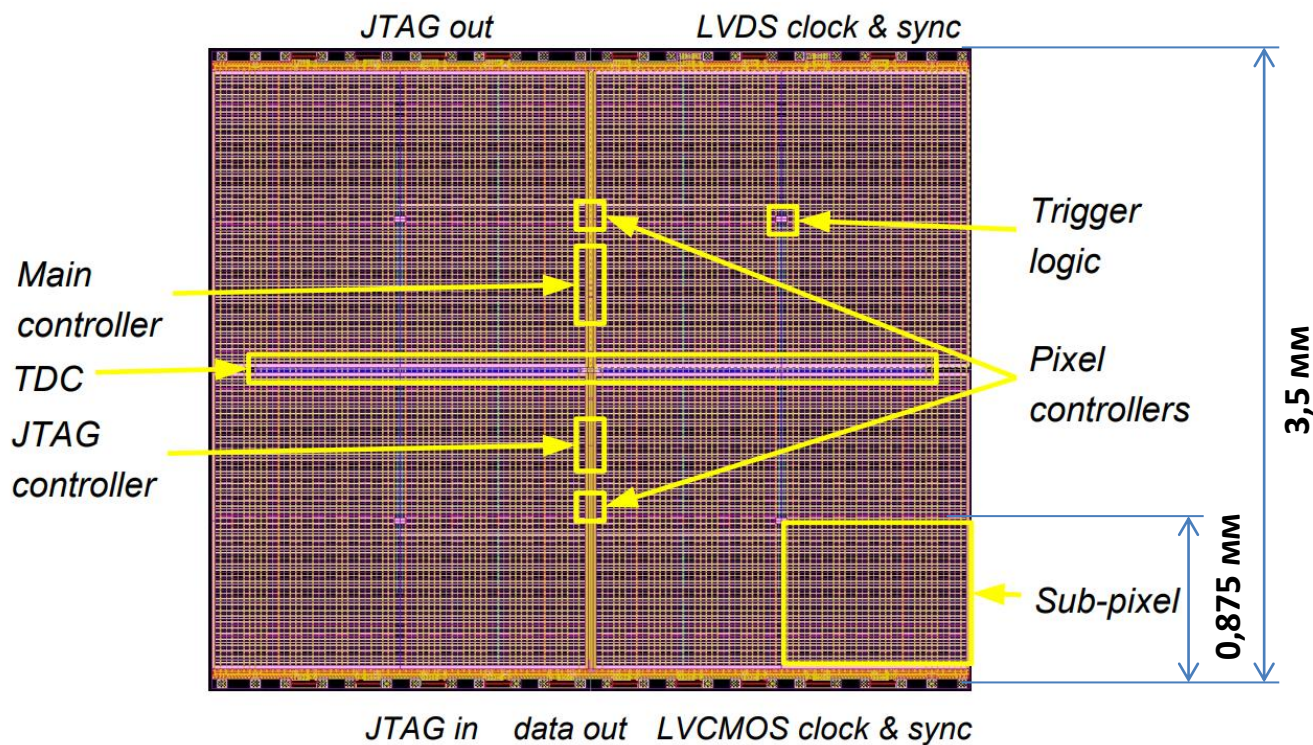 JTAG out
LVDS clock & sync
Trigger
logic
Main
controller
TDC
JTAG
controller
Pixel
controllers
3,5 мм
Sub-pixel
0,875 мм
JTAG in
data out
LVCMOS clock & sync